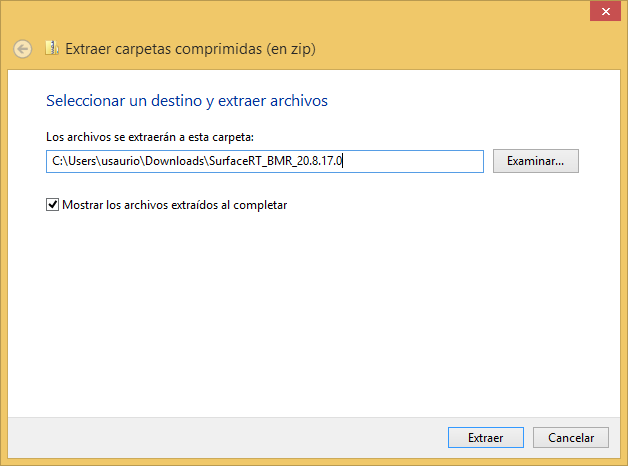 Extraer carpetas comprimidas (en zip)
Seleccionar un destino y extraer archivos
Los archivos se extraerán a esta carpeta:
C:\Users\usaurio\Downloads\SurfaceRT_BMR_20.8.17.0
Examinar...
Mostrar los archivos extraídos al completar
Extraer
Cancelar